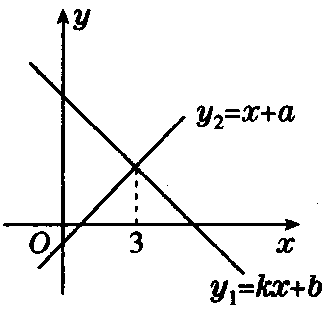 y
y₂=x+a
O
3
x
y₁=kx+b